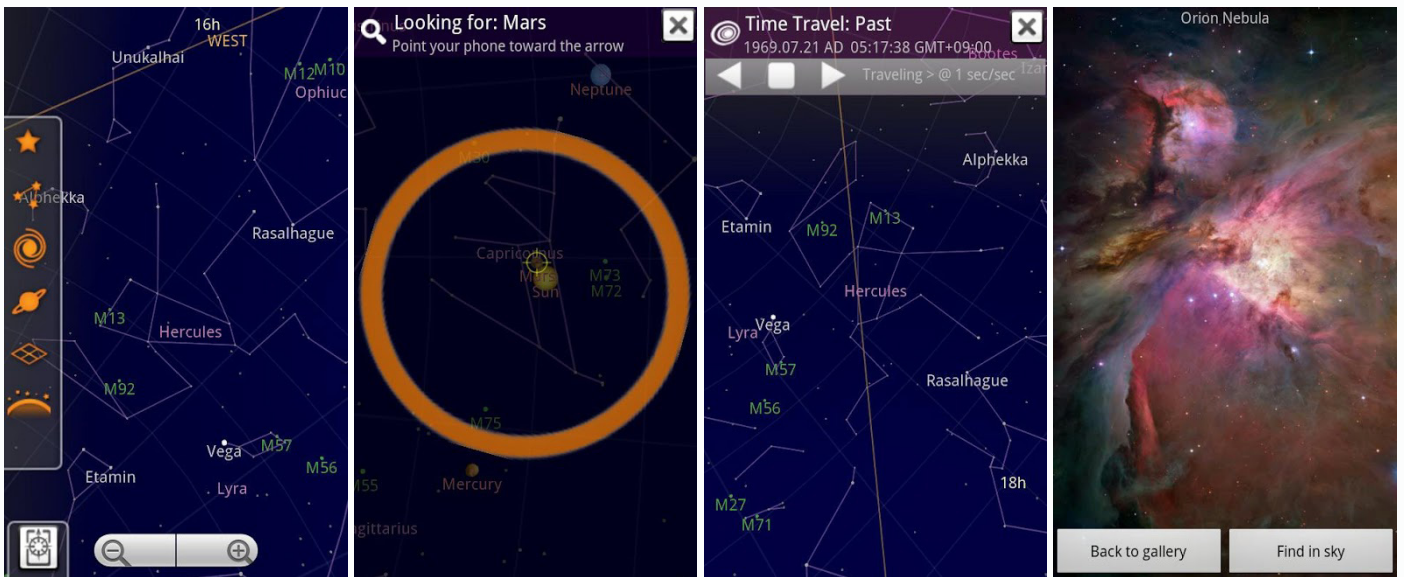 16h
WEST
Unukalhai
M12
M10
Ophiuc
Alphekka
Rasalhague
M13
Hercules
M92
Vega
M57
M56
Etamin
Lyra
Looking for: Mars
Point your phone toward the arrow
Neptune
M30
Capricornus
Mars
Sun
M73
M72
M75
Mercury
M55
agittarius
Time Travel: Past
1969.07.21 AD 05:17:38 GMT+09:00
Bootes
Izar
Traveling > @ 1 sec/sec
Alphekka
Etamin
M92
M13
Hercules
Lyra
Vega
M57
Rasalhague
M56
18h
M27
M71
Orion Nebula
Back to gallery
Find in sky